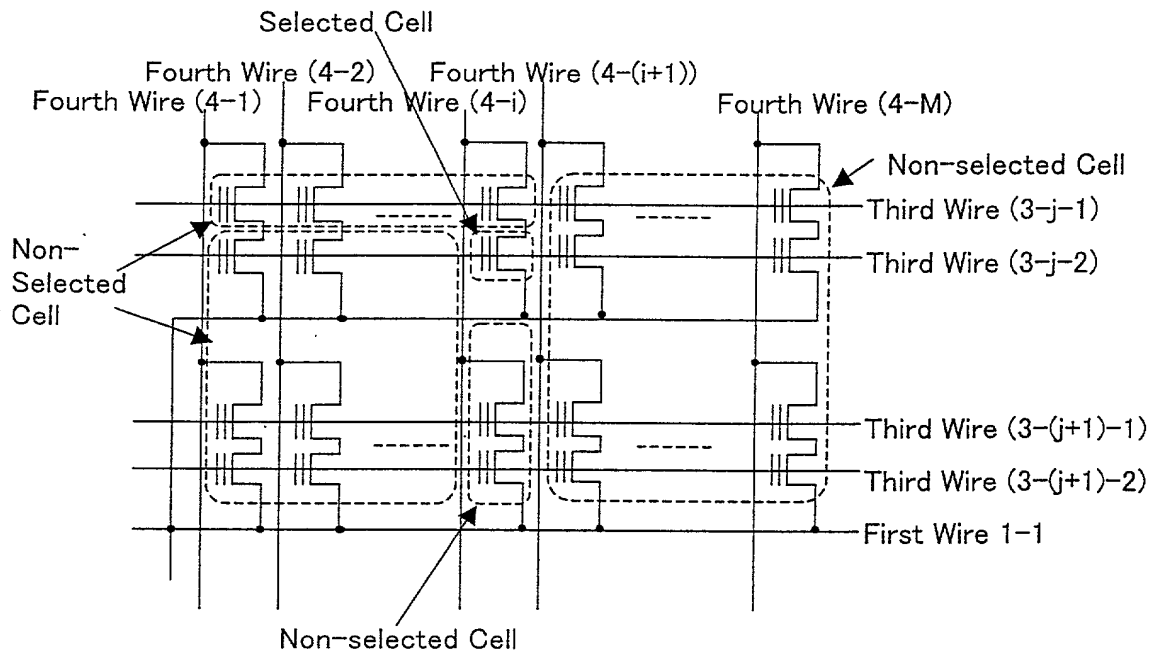 Selected Cell
Fourth Wire (4-2)
Fourth Wire (4-(i+1))
Fourth Wire (4-1)
Fourth Wire (4-i)
Fourth Wire (4-M)
Non-selected Cell
Third Wire (3-j-1)
Non-
Selected
Cell
Third Wire (3-j-2)
Third Wire (3-(j+1)-1)
Third Wire (3-(j+1)-2)
First Wire 1-1
Non-selected Cell